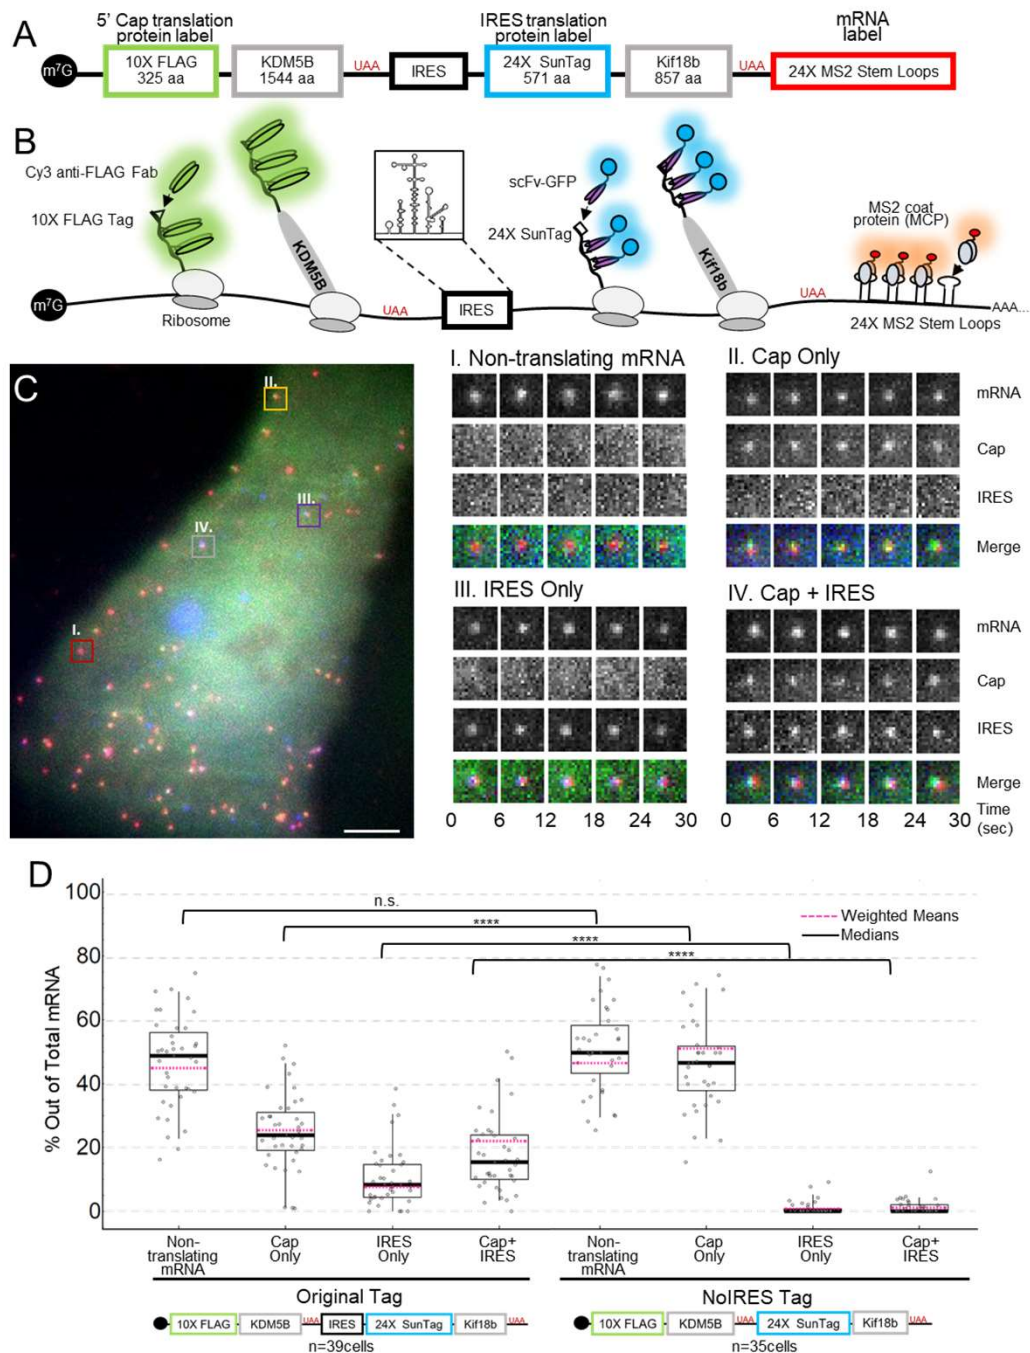 A
5' Cap translation
protein label
IRES translation
protein label
mRNA
label
m⁷G
10X FLAG
325 aa
KDM5B
1544 aa
UAA
IRES
24X SunTag
571 aa
Kif18b
857 aa
UAA
24X MS2 Stem Loops
B
Cy3 anti-FLAG Fab
10X FLAG Tag
KDM5B
scFv-GFP
24X SunTag
Kif18b
MS2 coat
protein (MCP)
m⁷G
Ribosome
UAA
IRES
UAA
AAA...
24X MS2 Stem Loops
C
II.
III.
IV.
I.
I. Non-translating mRNA
II. Cap Only
mRNA
Cap
IRES
Merge
III. IRES Only
IV. Cap + IRES
mRNA
Cap
IRES
Merge
0 6 12 18 24 30
0 6 12 18 24 30
Time
(sec)
D
% Out of Total mRNA
100
80
60
40
20
0
n.s.
****
****
****
Weighted Means
Medians
Non-
translating
mRNA
Cap
Only
IRES
Only
Cap+
IRES
Non-
translating
mRNA
Cap
Only
IRES
Only
Cap+
IRES
Original Tag
10X FLAG KDM5B UAA IRES 24X SunTag Kif18b UAA
n=39cells
NoIRES Tag
10X FLAG KDM5B UAA 24X SunTag Kif18b UAA
n=35cells